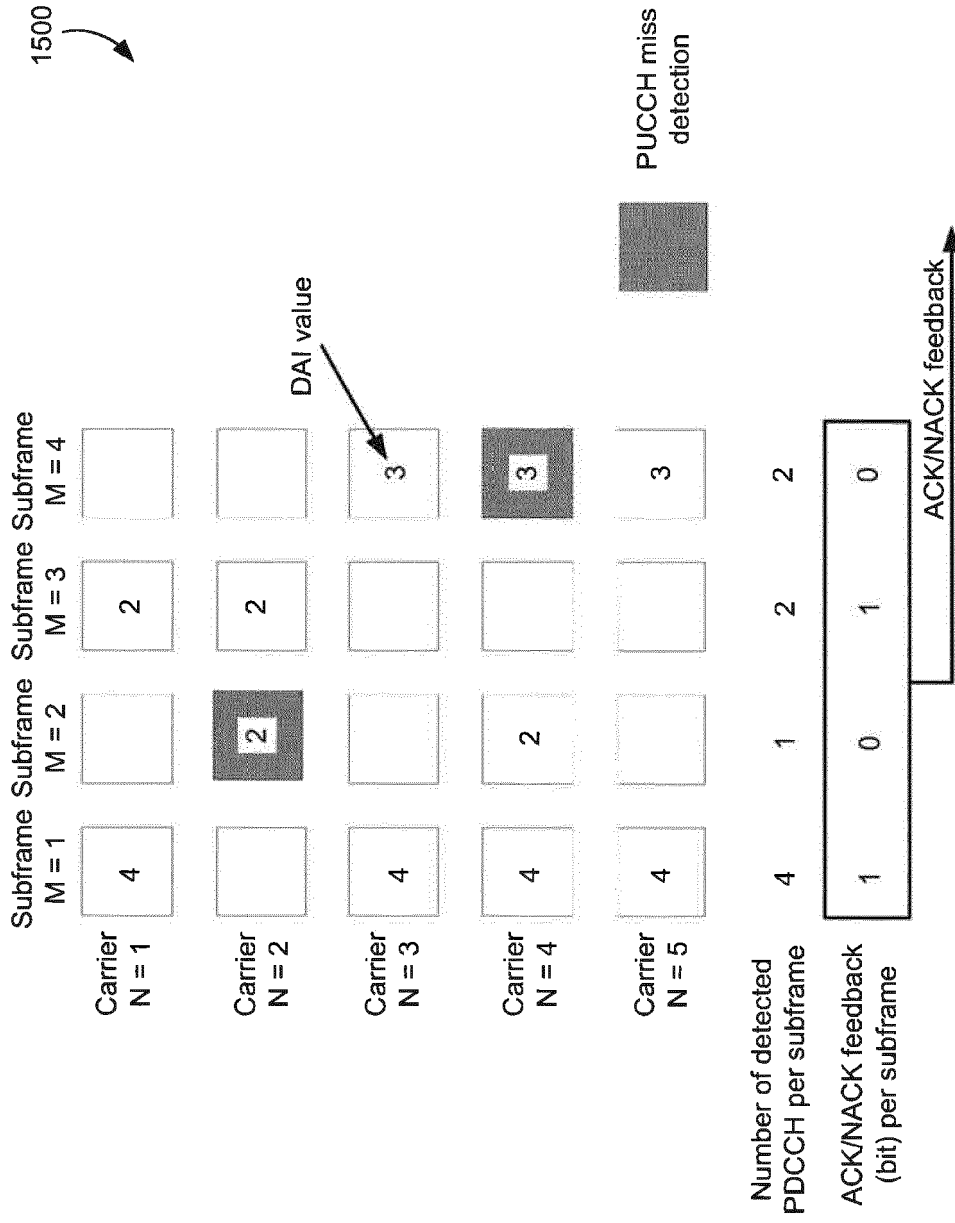 1500
Subframe
M = 1
Subframe
M = 2
Subframe
M = 3
Subframe
M = 4
DAI value
Carrier
N = 1
4
2
Carrier
N = 2
2
2
Carrier
N = 3
4
3
Carrier
N = 4
4
2
3
Carrier
N = 5
4
3
PUCCH miss
detection
Number of detected
PDCCH per subframe
4
1
2
2
ACK/NACK feedback
(bit) per subframe
1
0
1
0
ACK/NACK feedback